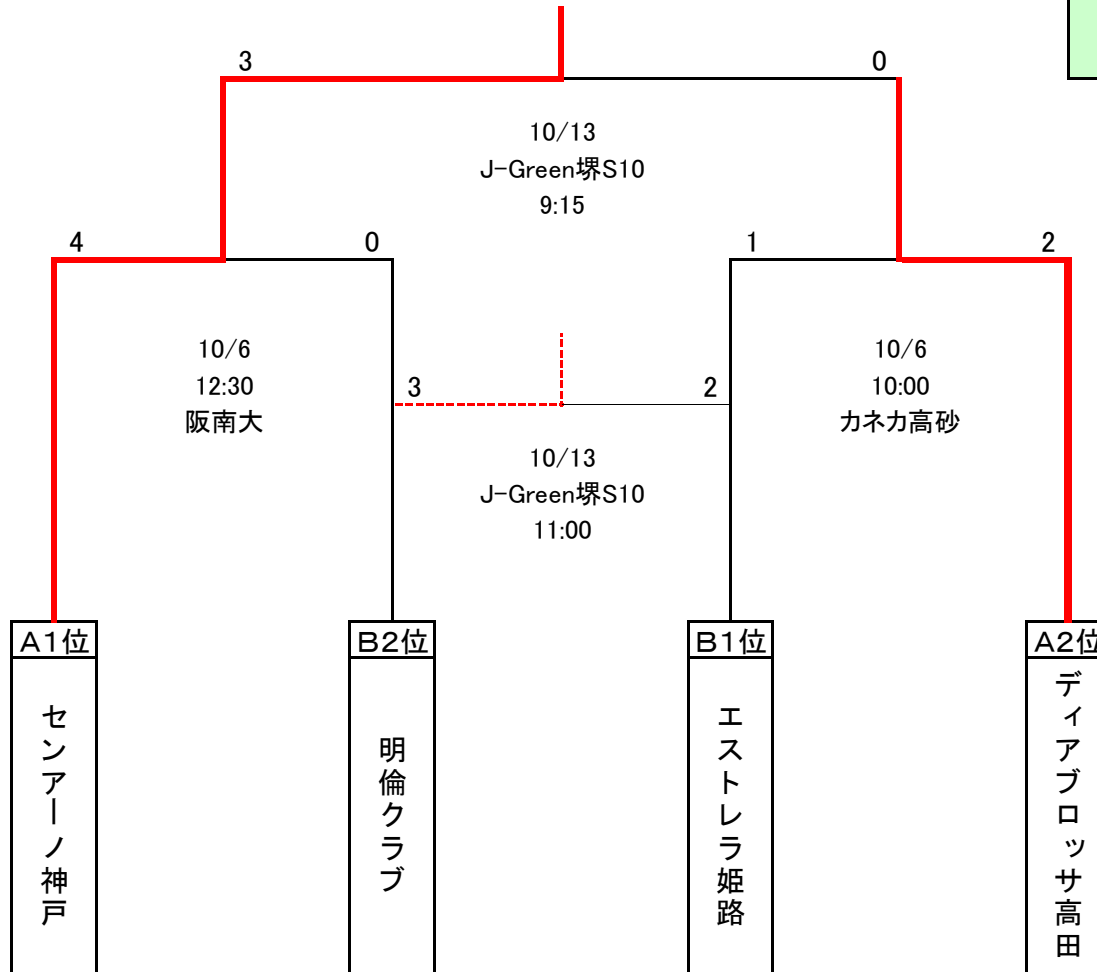 3
0
10/13
J-Green堺S10
9:15
4
0
1
2
10/6
12:30
阪南大
10/6
10:00
カネカ高砂
3
2
10/13
J-Green堺S10
11:00
A1位
B2位
B1位
A2位
センアーノ神戸
明倫クラブ
エストレラ姫路
ディアブロッサ高田